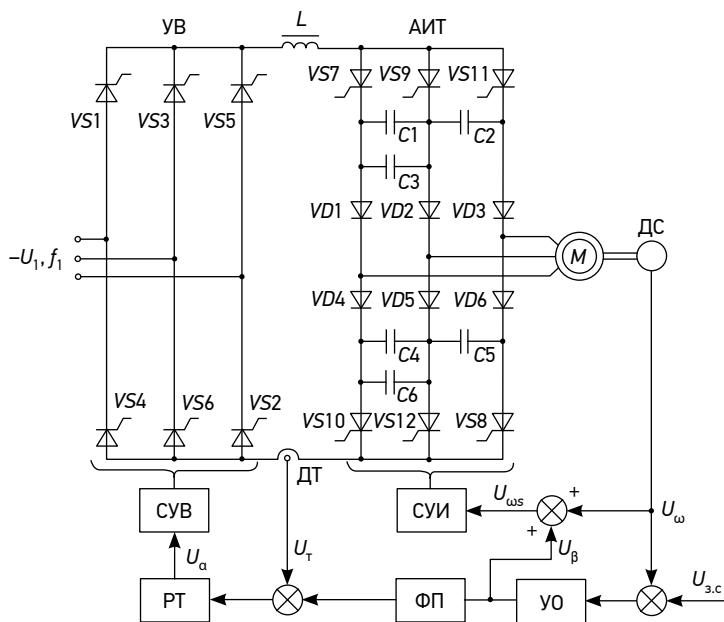 УВ
L
АИТ
VS7
VS9
VS11
VS1
VS3
VS5
C1
C2
C3
VD1
VD2
VD3
ДС
~U₁, f₁
M
VD4
VD5
VD6
C4
C5
C6
VS4
VS6
VS2
VS10
VS12
VS8
ДТ
СУВ
СУИ
Uωs
+
+
Uω
Uα
Uт
Uβ
Uз.с
РТ
ФП
УО